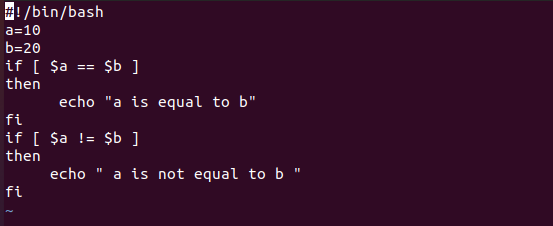 #!/bin/bash
a=10
b=20
if [ $a == $b ]
then
      echo "a is equal to b"
fi
if [ $a != $b ]
then
     echo " a is not equal to b "
fi
~